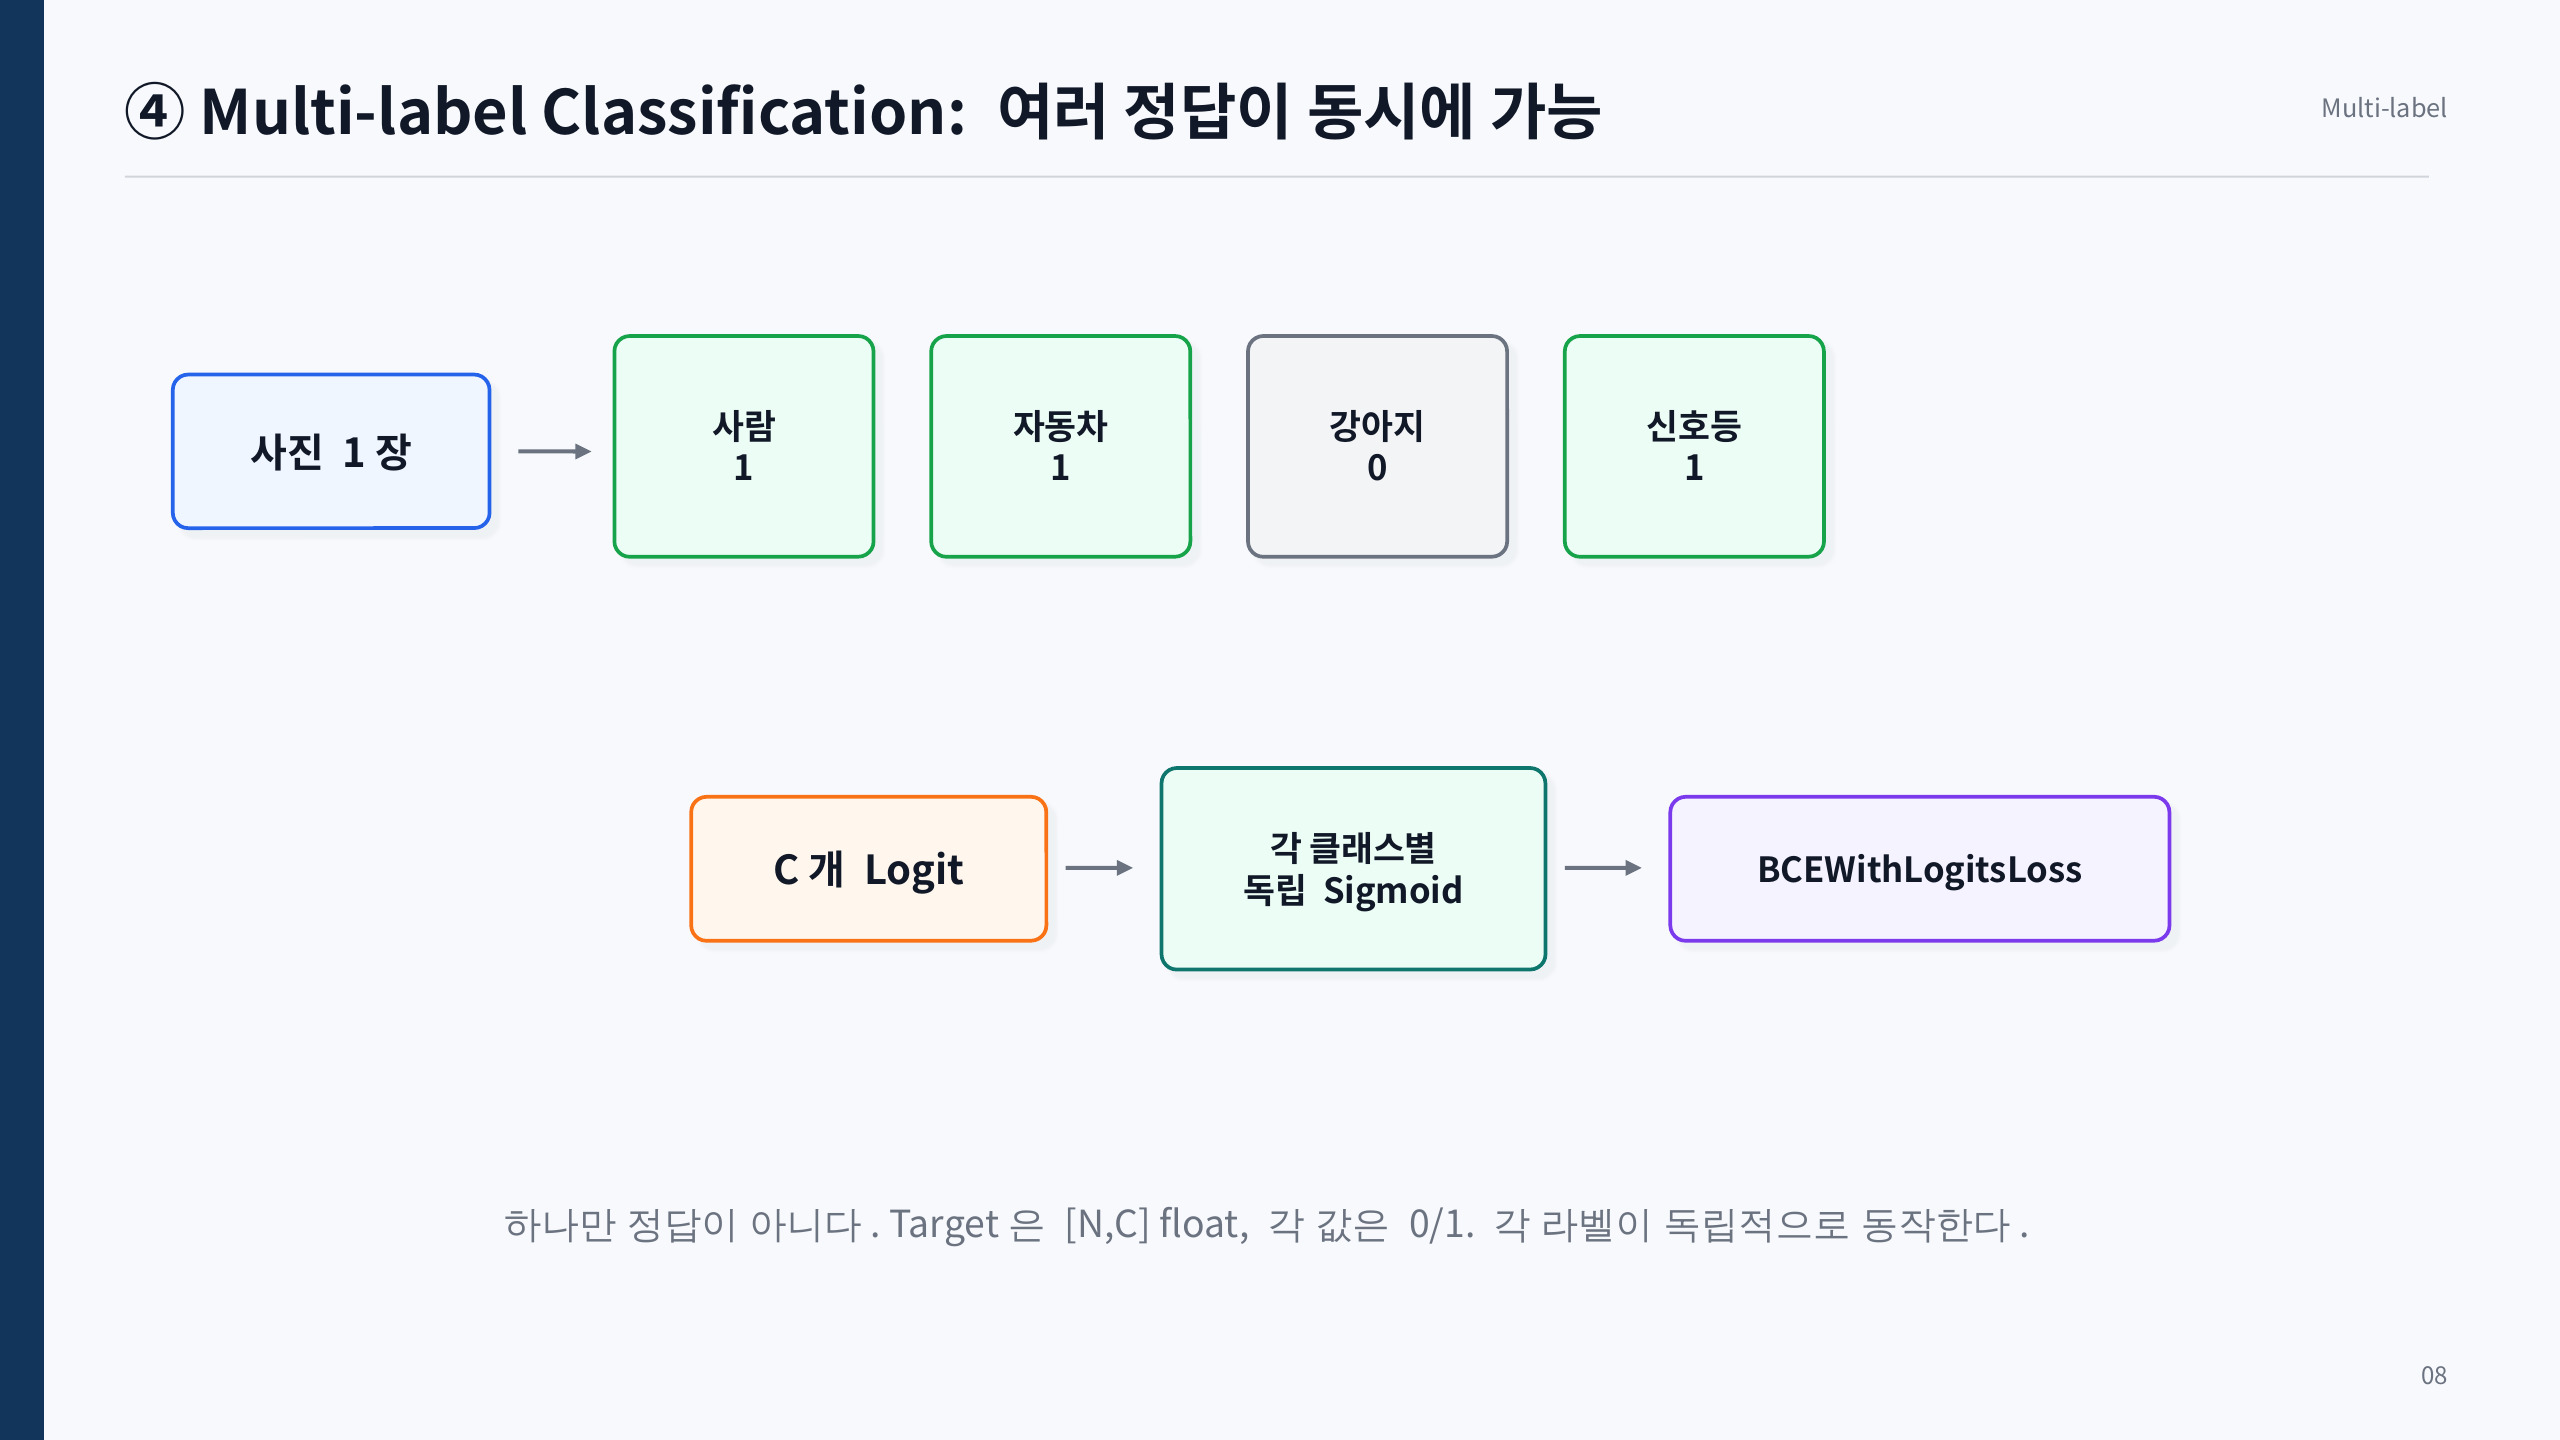 ④ Multi-label Classification: 여러 정답이 동시에 가능
Multi-label
사진 1 장
사람
1
자동차
1
강아지
0
신호등
1
C 개 Logit
각 클래스별
독립 Sigmoid
BCEWithLogitsLoss
하나만 정답이 아니다 . Target 은 [N,C] float, 각 값은 0/1. 각 라벨이 독립적으로 동작한다 .
08